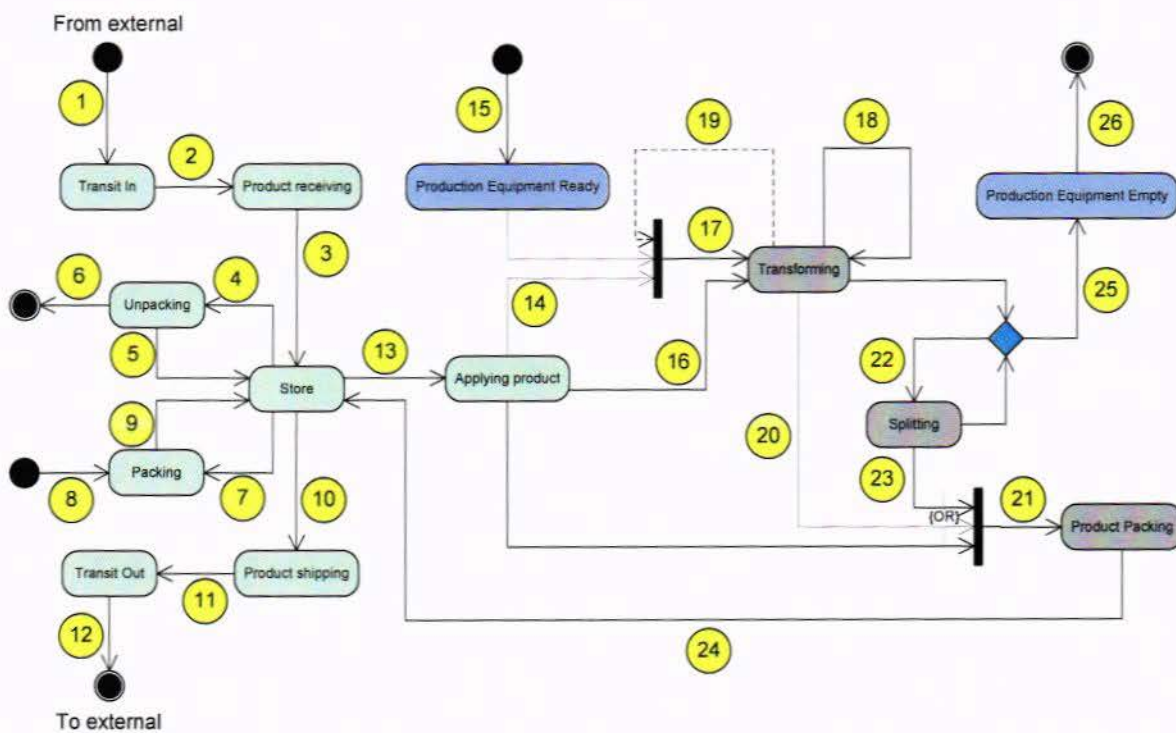 From external
1
15
26
19
18
2
Transit In
Product receiving
Production Equipment Ready
Production Equipment Empty
17
3
Transforming
6
4
Unpacking
14
25
5
13
16
22
Store
Applying product
9
Splitting
20
Packing
23
8
7
10
21
{OR}
Product Packing
Transit Out
Product shipping
11
12
24
To external